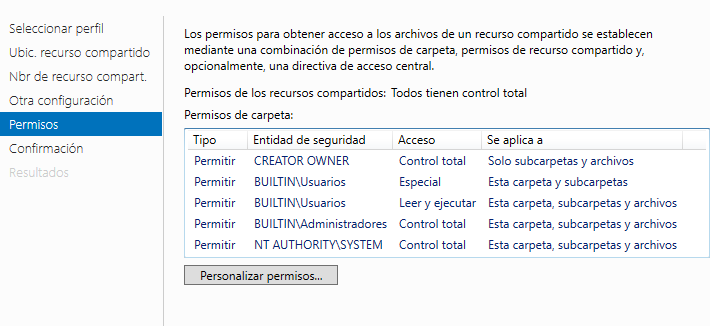 Seleccionar perfil
Ubic. recurso compartido
Nbr de recurso compart.
Otra configuración
Permisos
Confirmación
Resultados
Los permisos para obtener acceso a los archivos de un recurso compartido se establecen
mediante una combinación de permisos de carpeta, permisos de recurso compartido y,
opcionalmente, una directiva de acceso central.
Permisos de los recursos compartidos: Todos tienen control total
Permisos de carpeta:
Tipo Entidad de seguridad Acceso Se aplica a
Permitir CREATOR OWNER Control total Solo subcarpetas y archivos
Permitir BUILTIN\Usuarios Especial Esta carpeta y subcarpetas
Permitir BUILTIN\Usuarios Leer y ejecutar Esta carpeta, subcarpetas y archivos
Permitir BUILTIN\Administradores Control total Esta carpeta, subcarpetas y archivos
Permitir NT AUTHORITY\SYSTEM Control total Esta carpeta, subcarpetas y archivos
Personalizar permisos...